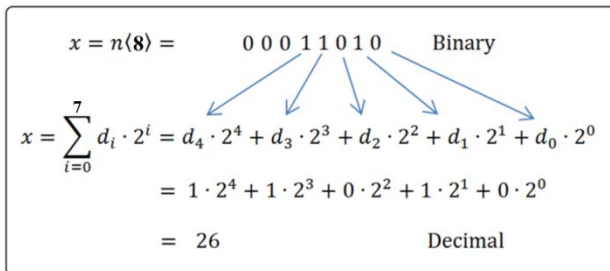 x = n⟨8⟩ = 0 0 0 1 1 0 1 0 Binary
x = ∑_{i=0}^{7} d_i · 2^i = d_4 · 2^4 + d_3 · 2^3 + d_2 · 2^2 + d_1 · 2^1 + d_0 · 2^0
= 1 · 2^4 + 1 · 2^3 + 0 · 2^2 + 1 · 2^1 + 0 · 2^0
= 26 Decimal